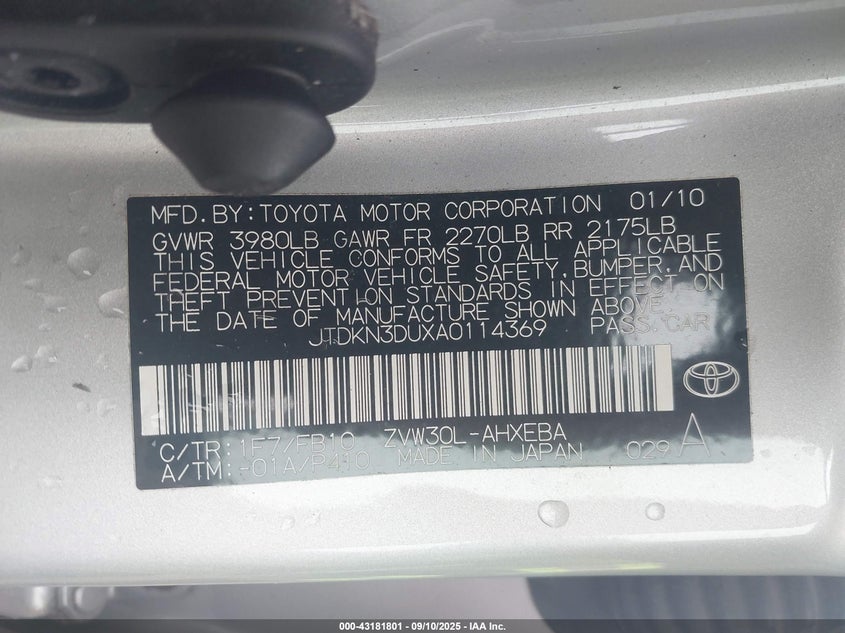 MFD. BY: TOYOTA MOTOR CORPORATION 01/10
GVWR 3980LB GAWR FR 2270LB RR 2175LB
THIS VEHICLE CONFORMS TO ALL APPLICABLE
FEDERAL MOTOR VEHICLE SAFETY, BUMPER, AND
THEFT PREVENTION STANDARDS IN EFFECT ON
THE DATE OF MANUFACTURE SHOWN ABOVE.
JTDKN3DUXA0114369 PASS. CAR
C/TR: 1F7/FB10 ZVW30L-AHXEBA
A/TM: -01A/P410 MADE IN JAPAN 029 A
000-43181801 — 09/10/2025 — IAA Inc.